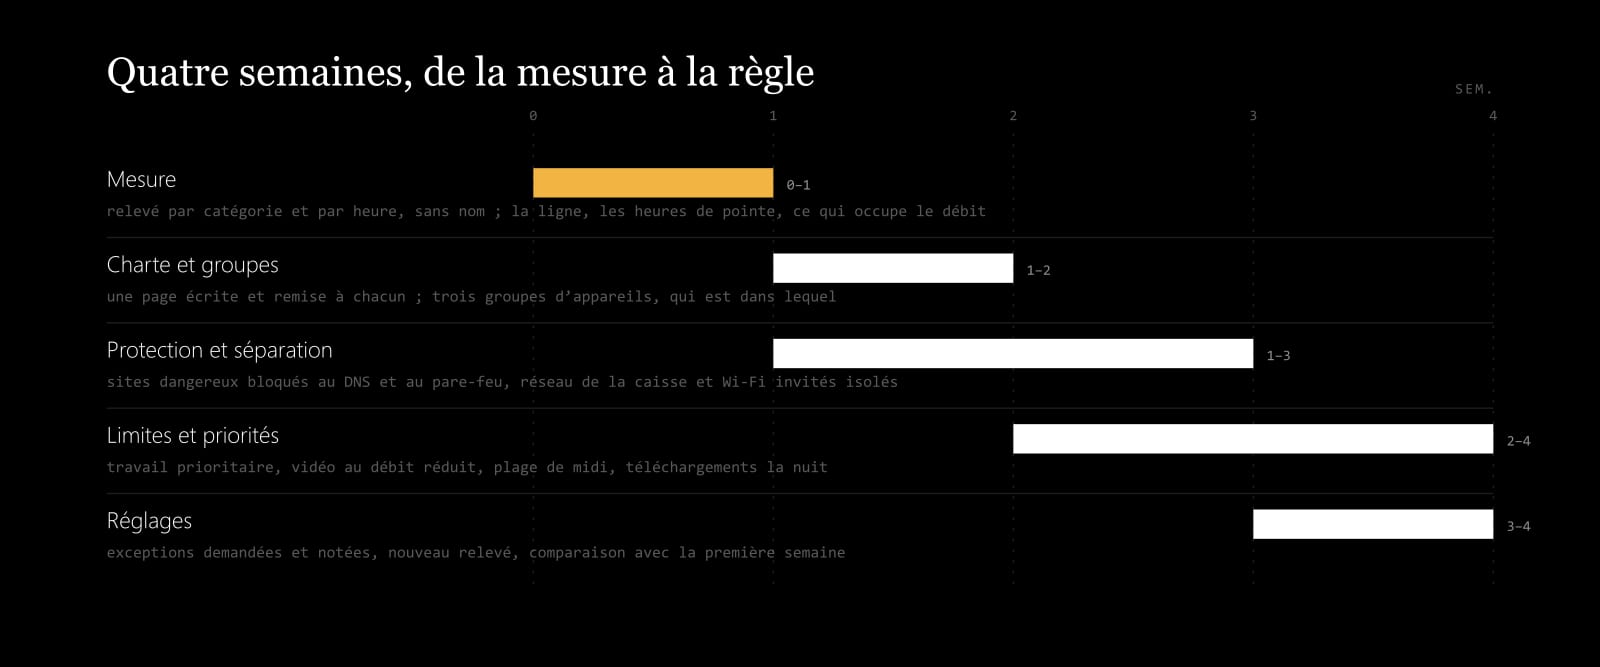 Quatre semaines, de la mesure à la règle
SEM.
0 1 2 3 4
Mesure
0–1
relevé par catégorie et par heure, sans nom ; la ligne, les heures de pointe, ce qui occupe le débit
Charte et groupes
1–2
une page écrite et remise à chacun ; trois groupes d’appareils, qui est dans lequel
Protection et séparation
1–3
sites dangereux bloqués au DNS et au pare-feu, réseau de la caisse et Wi-Fi invités isolés
Limites et priorités
2–4
travail prioritaire, vidéo au débit réduit, plage de midi, téléchargements la nuit
Réglages
3–4
exceptions demandées et notées, nouveau relevé, comparaison avec la première semaine